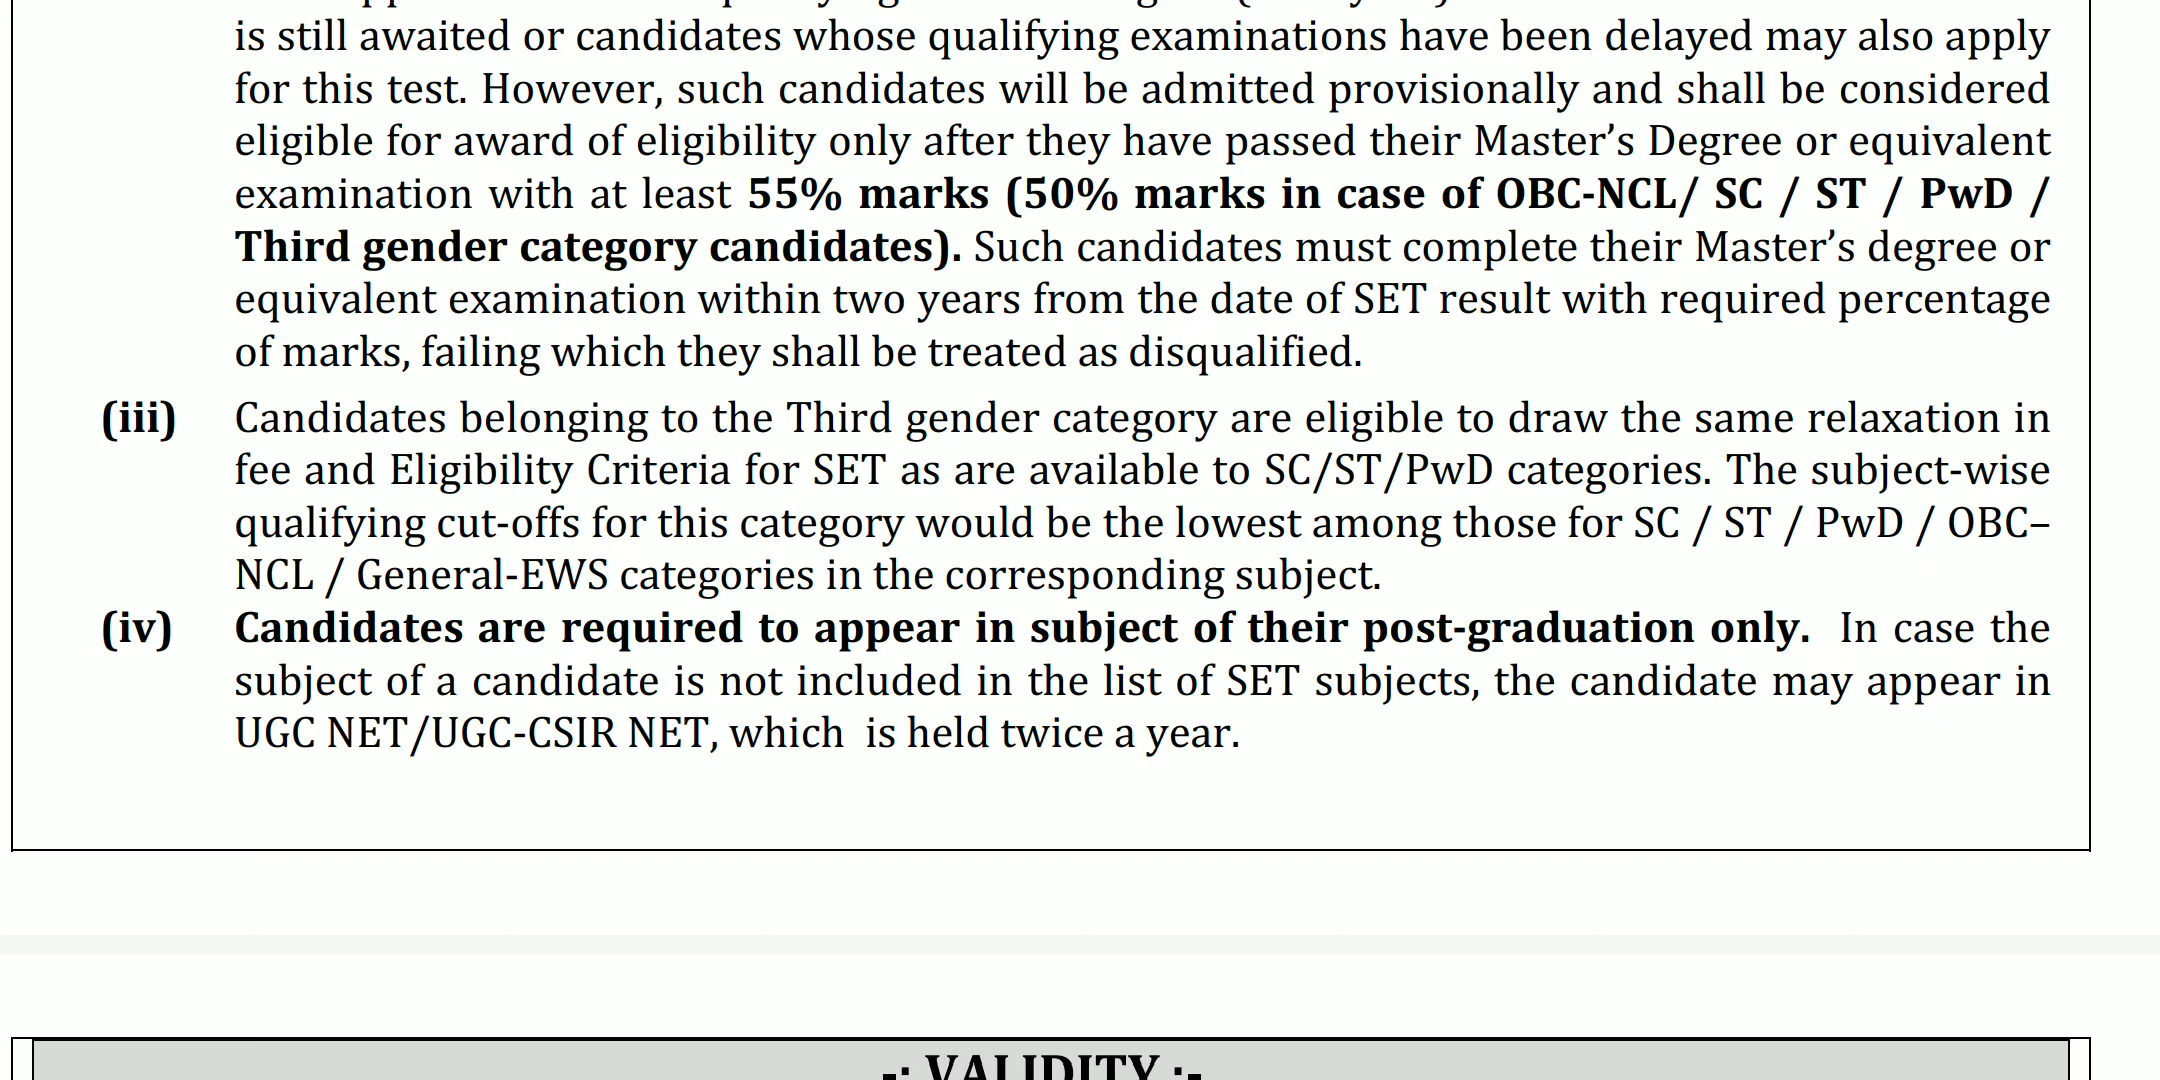 is still awaited or candidates whose qualifying examinations have been delayed may also apply
for this test. However, such candidates will be admitted provisionally and shall be considered
eligible for award of eligibility only after they have passed their Master’s Degree or equivalent
examination with at least 55% marks (50% marks in case of OBC-NCL/ SC / ST / PwD /
Third gender category candidates). Such candidates must complete their Master’s degree or
equivalent examination within two years from the date of SET result with required percentage
of marks, failing which they shall be treated as disqualified.
(iii) Candidates belonging to the Third gender category are eligible to draw the same relaxation in
fee and Eligibility Criteria for SET as are available to SC/ST/PwD categories. The subject-wise
qualifying cut-offs for this category would be the lowest among those for SC / ST / PwD / OBC–
NCL / General-EWS categories in the corresponding subject.
(iv) Candidates are required to appear in subject of their post-graduation only. In case the
subject of a candidate is not included in the list of SET subjects, the candidate may appear in
UGC NET/UGC-CSIR NET, which is held twice a year.
-: VALIDITY :-